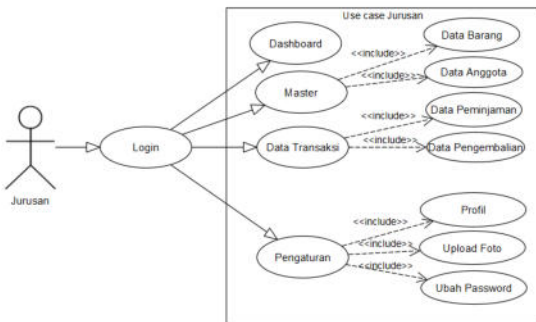 Use case Jurusan
Dashboard
Data Barang
<<include>>
Master
<<include>>
Data Anggota
Jurusan
Login
Data Transaksi
<<include>>
Data Peminjaman
<<include>>
Data Pengembalian
Pengaturan
<<include>>
Profil
<<include>>
Upload Foto
<<include>>
Ubah Password